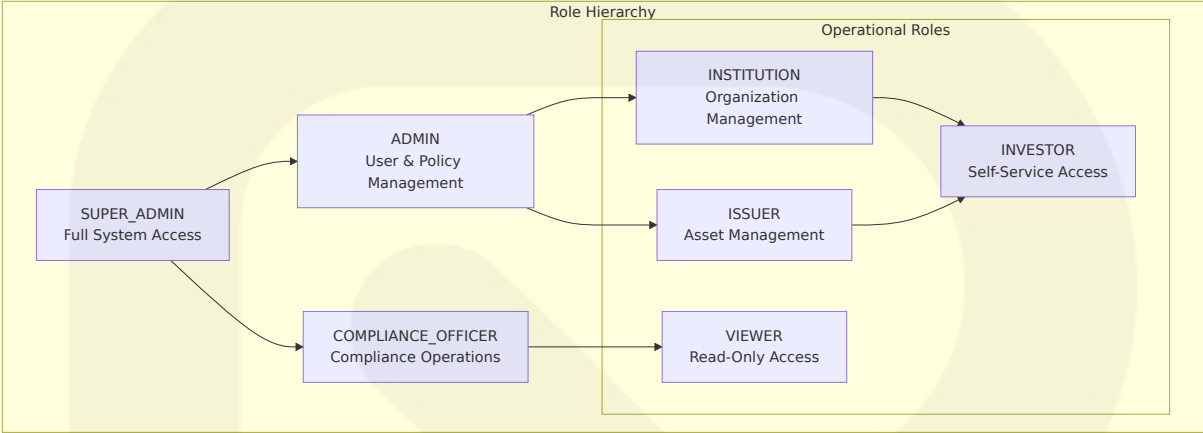 Role Hierarchy
Operational Roles
SUPER_ADMIN
Full System Access
ADMIN
User & Policy
Management
COMPLIANCE_OFFICER
Compliance Operations
INSTITUTION
Organization
Management
ISSUER
Asset Management
VIEWER
Read-Only Access
INVESTOR
Self-Service Access